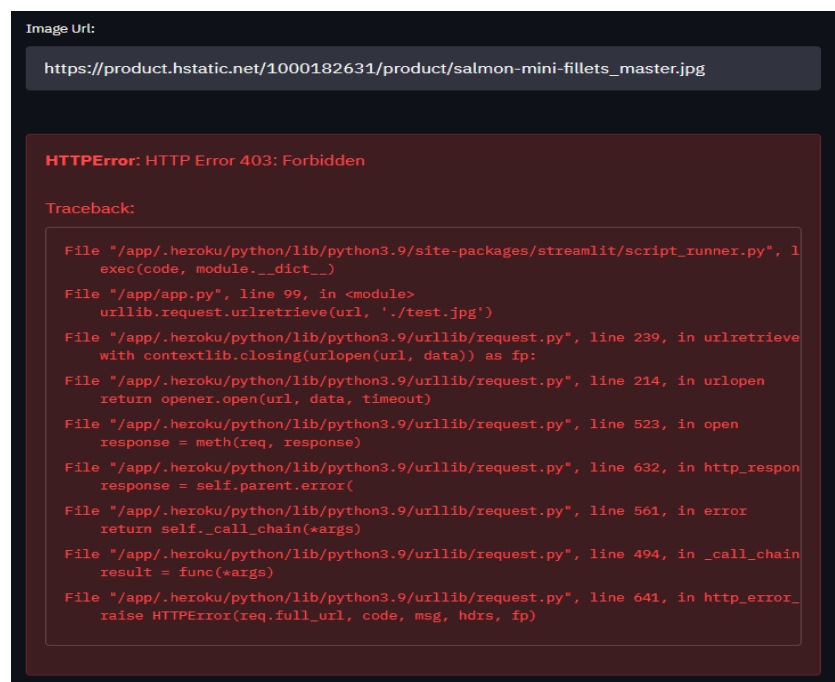 Image Url:
https://product.hstatic.net/1000182631/product/salmon-mini-fillets_master.jpg
HTTPError: HTTP Error 403: Forbidden
Traceback:
File "/app/.heroku/python/lib/python3.9/site-packages/streamlit/script_runner.py", l
exec(code, module.__dict__)
File "/app/app.py", line 99, in <module>
urllib.request.urlretrieve(url, './test.jpg')
File "/app/.heroku/python/lib/python3.9/urllib/request.py", line 239, in urlretrieve
with contextlib.closing(urlopen(url, data)) as fp:
File "/app/.heroku/python/lib/python3.9/urllib/request.py", line 214, in urlopen
return opener.open(url, data, timeout)
File "/app/.heroku/python/lib/python3.9/urllib/request.py", line 523, in open
response = meth(req, response)
File "/app/.heroku/python/lib/python3.9/urllib/request.py", line 632, in http_respon
response = self.parent.error(
File "/app/.heroku/python/lib/python3.9/urllib/request.py", line 561, in error
return self._call_chain(*args)
File "/app/.heroku/python/lib/python3.9/urllib/request.py", line 494, in _call_chain
result = func(*args)
File "/app/.heroku/python/lib/python3.9/urllib/request.py", line 641, in http_error_
raise HTTPError(req.full_url, code, msg, hdrs, fp)